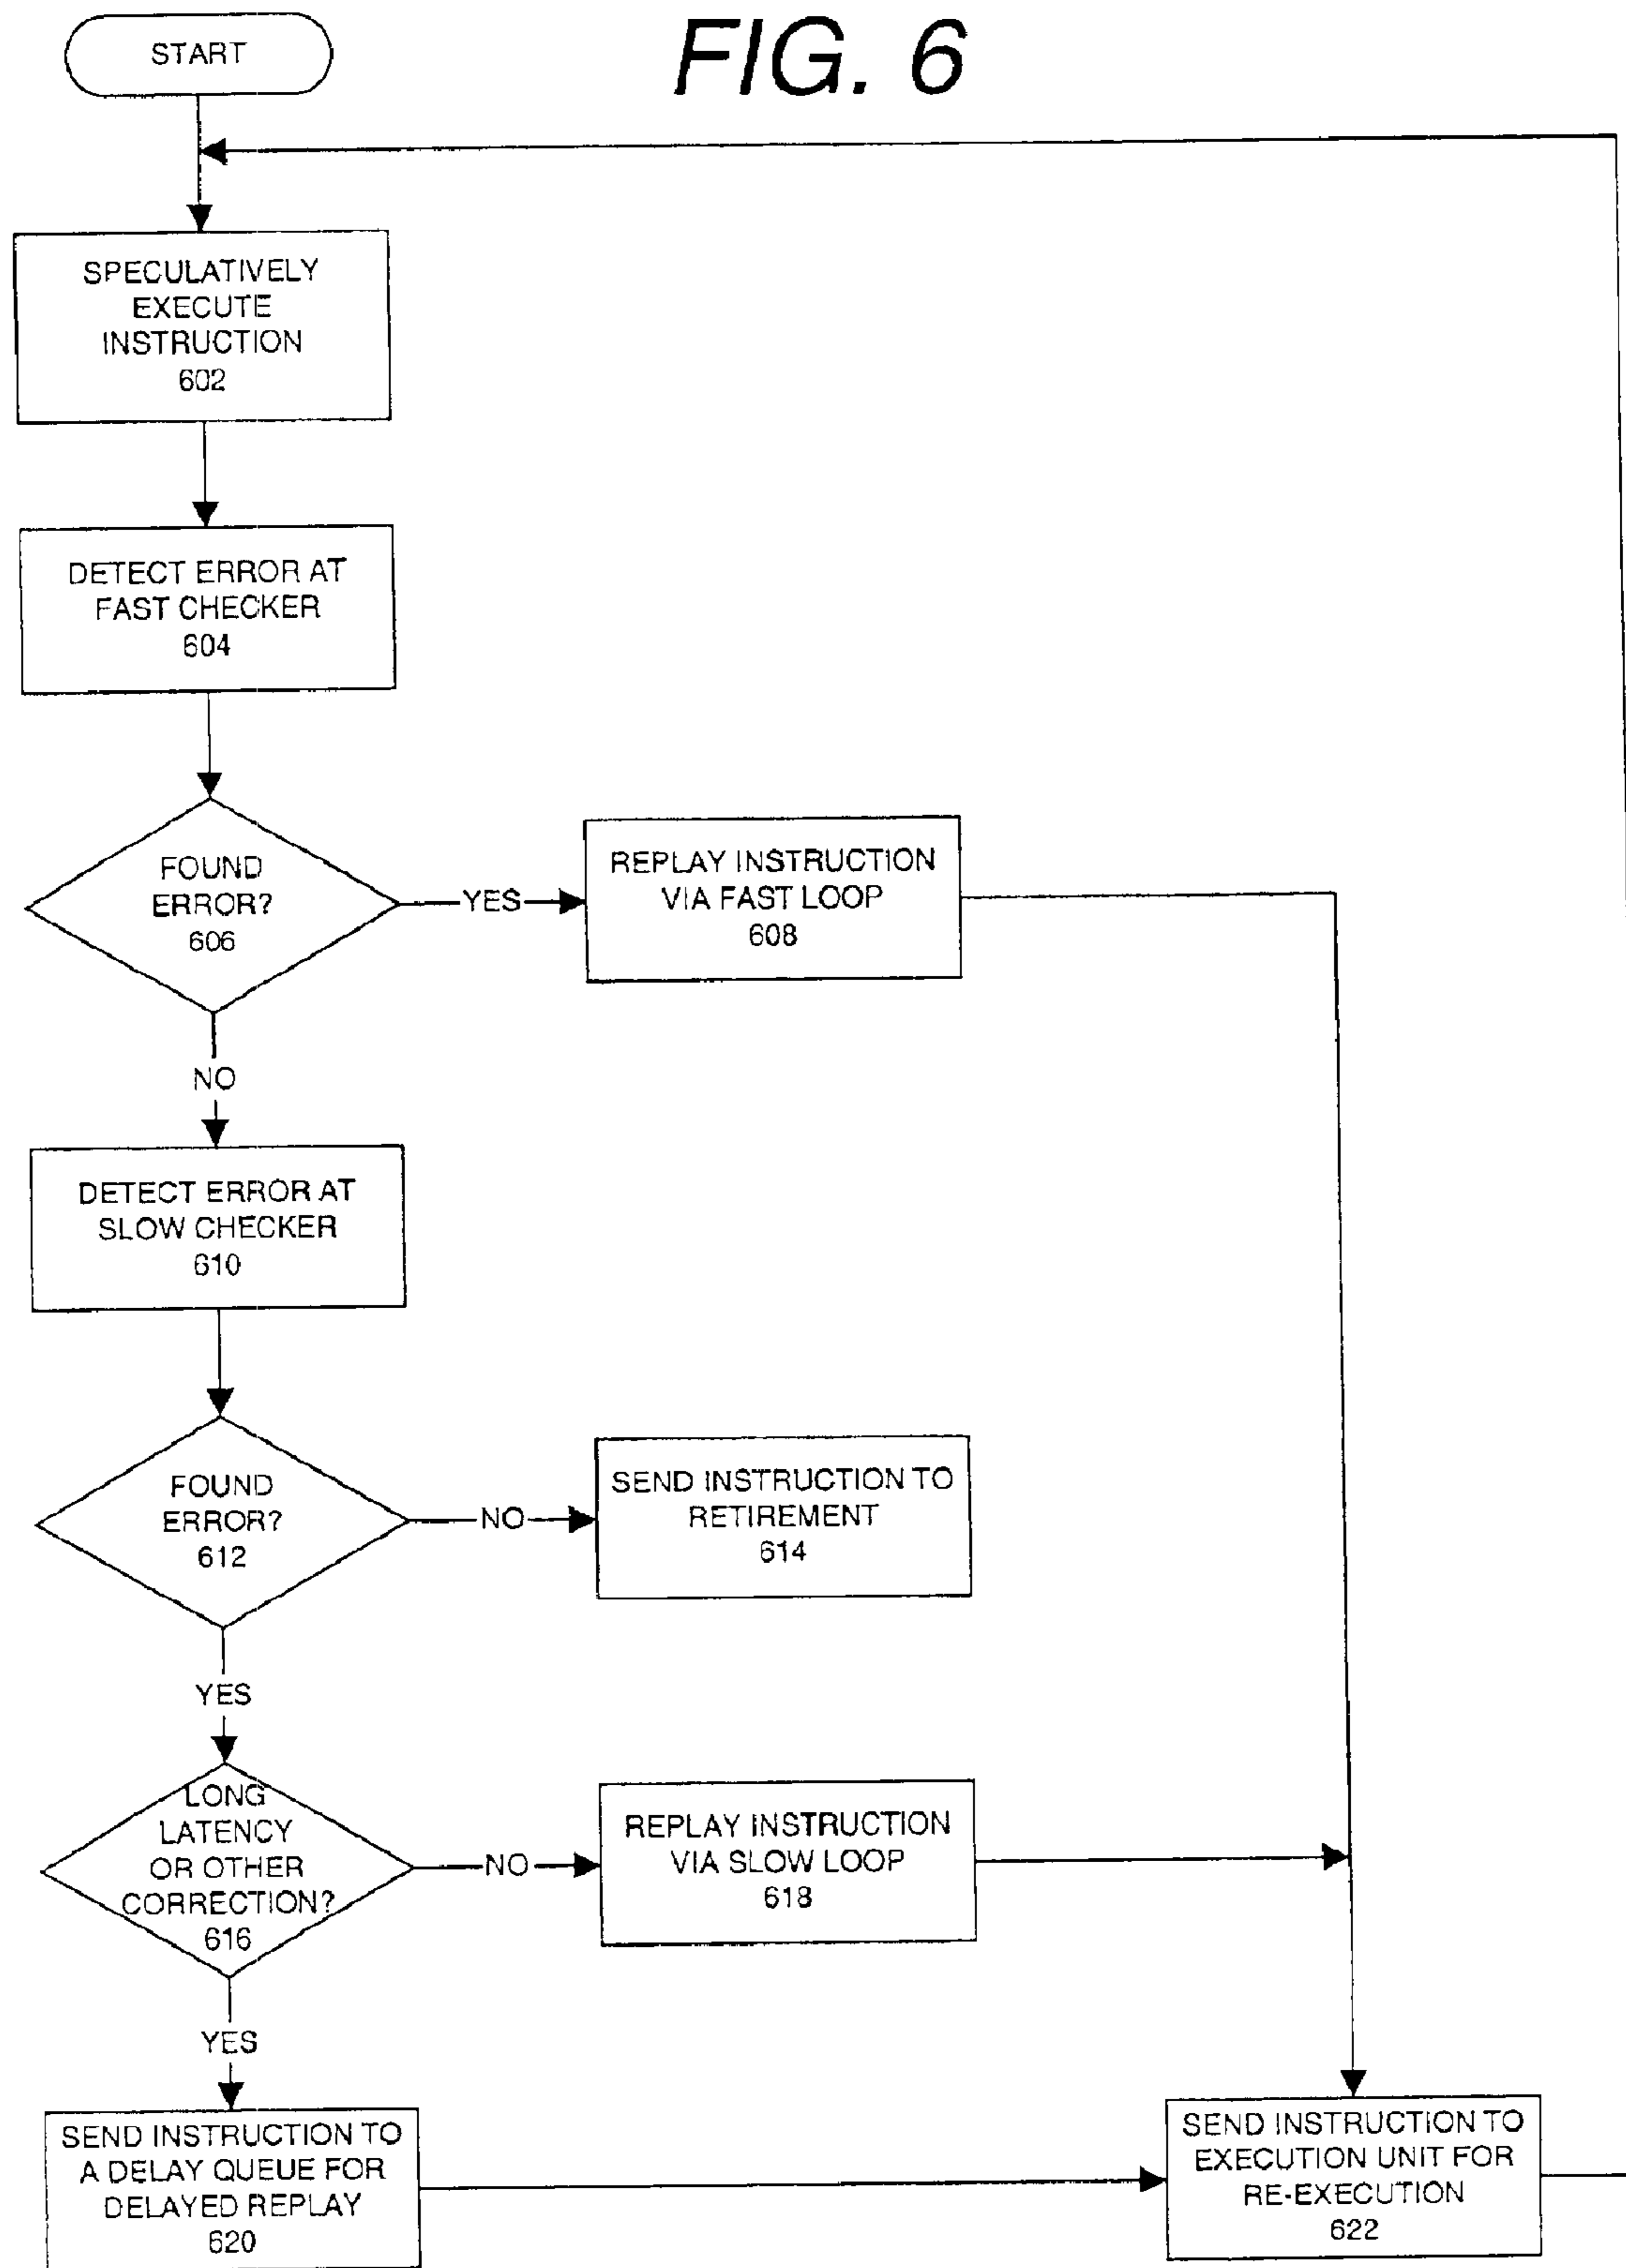 FIG. 6
START
SPECULATIVELY
EXECUTE
INSTRUCTION
602
DETECT ERROR AT
FAST CHECKER
604
FOUND
ERROR?
606
YES
REPLAY INSTRUCTION
VIA FAST LOOP
608
NO
DETECT ERROR AT
SLOW CHECKER
610
FOUND
ERROR?
612
NO
SEND INSTRUCTION TO
RETIREMENT
614
YES
LONG
LATENCY
OR OTHER
CORRECTION?
616
NO
REPLAY INSTRUCTION
VIA SLOW LOOP
618
YES
SEND INSTRUCTION TO
A DELAY QUEUE FOR
DELAYED REPLAY
620
SEND INSTRUCTION TO
EXECUTION UNIT FOR
RE-EXECUTION
622